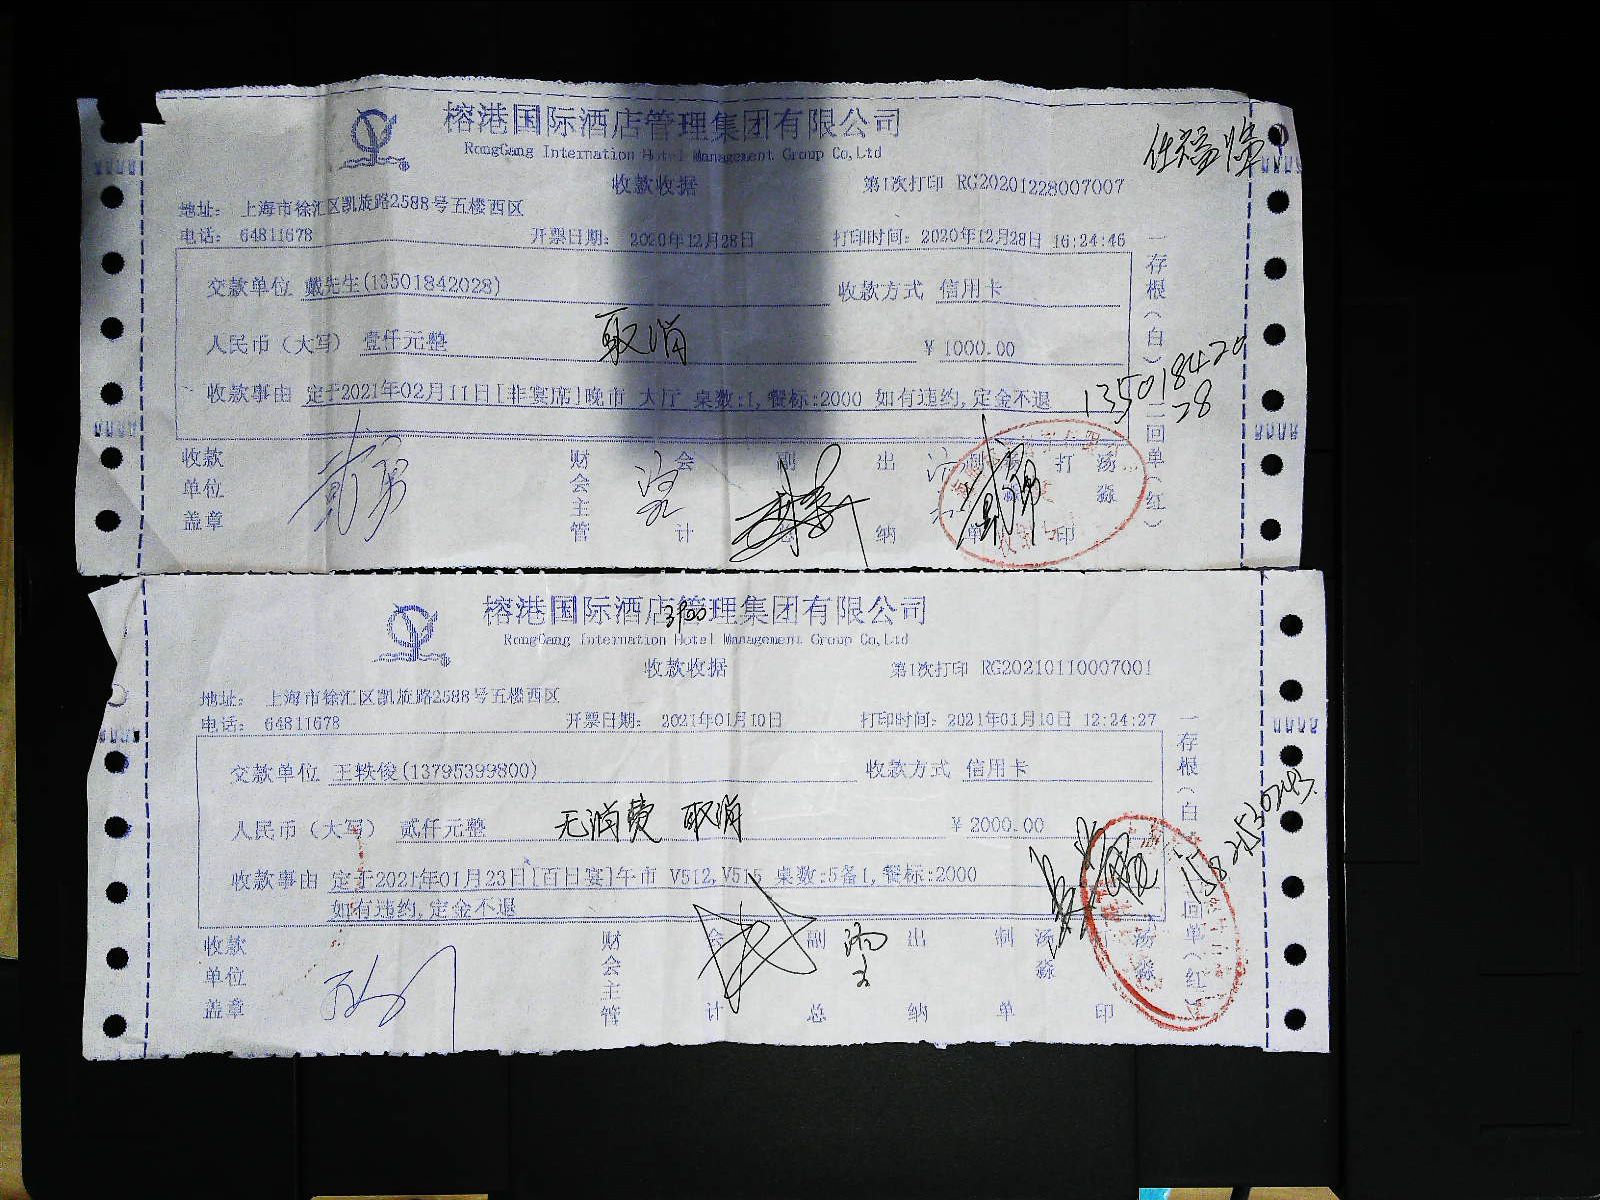 榕港国际酒店管理集团有限公司
RongGang Internation Hotel Management Group Co,Ltd
收款收据
第1次打印 RG20201228007007
地址： 上海市徐汇区凯旋路2588号五楼西区
电话： 64811678
开票日期： 2020年12月28日
打印时间： 2020年12月28日 16:24:46
交款单位 戴先生(13501842028)
收款方式 信用卡
人民币（大写） 壹仟元整
取消
￥ 1000.00
收款事由 定于2021年02月11日[非宴席]晚市 大厅 桌数:1,餐标:2000 如有违约,定金不退
13501842028
一存根（白）二回单（红）
收款单位盖章
财会主管
会计
副总
出纳
制单
打印
汤淼
榕港国际酒店管理集团有限公司
RongGang Internation Hotel Management Group Co,Ltd
收款收据
第1次打印 RG20210110007001
地址： 上海市徐汇区凯旋路2588号五楼西区
电话： 64811678
开票日期： 2021年01月10日
打印时间： 2021年01月10日 12:24:27
交款单位 王轶俊(13795399800)
收款方式 信用卡
人民币（大写） 贰仟元整
无消费 取消
￥ 2000.00
收款事由 定于2021年01月23日[百日宴]午市 V512,V515 桌数:5备1,餐标:2000
如有违约,定金不退
一存根（白）二回单（红）
收款单位盖章
财会主管
会计
副总
出纳
制单
汤淼
打印
汤淼